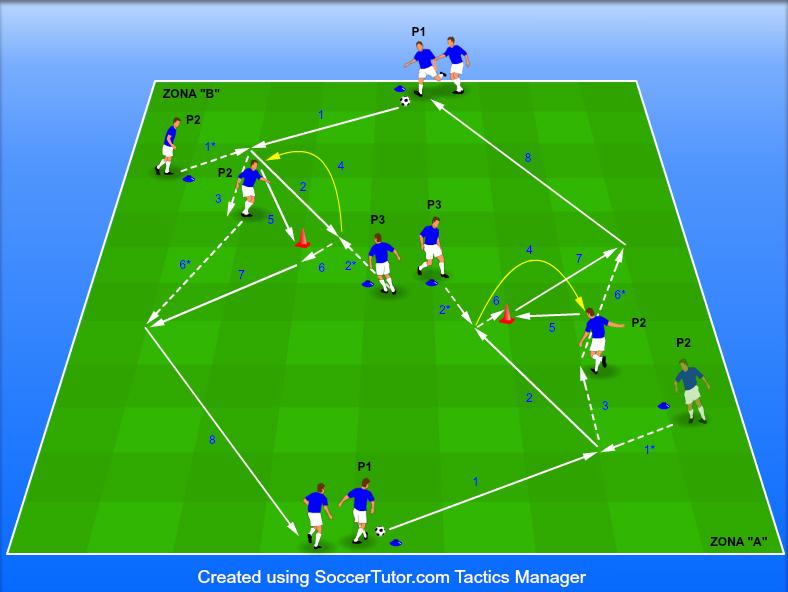 P1
ZONA "B"
P2
1
1*
4
8
P2
2
3
P3
P3
5
4
7
6*
6
2*
7
6*
2*
6
5
P2
P2
2
3
8
1*
P1
1
ZONA "A"
Created using SoccerTutor.com Tactics Manager